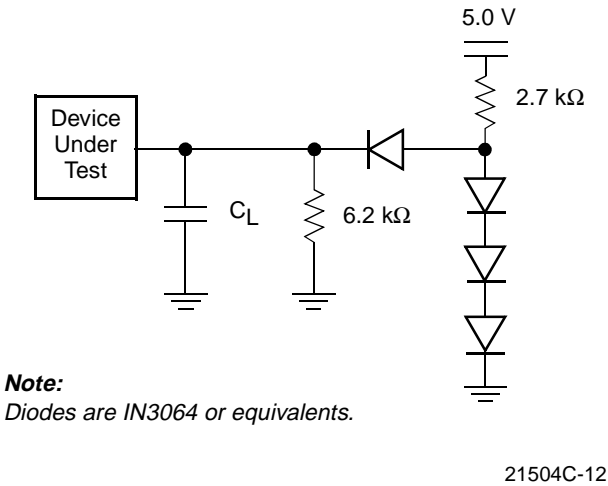 5.0 V
2.7 kΩ
Device
Under
Test
CL
6.2 kΩ
Note:
Diodes are IN3064 or equivalents.
21504C-12